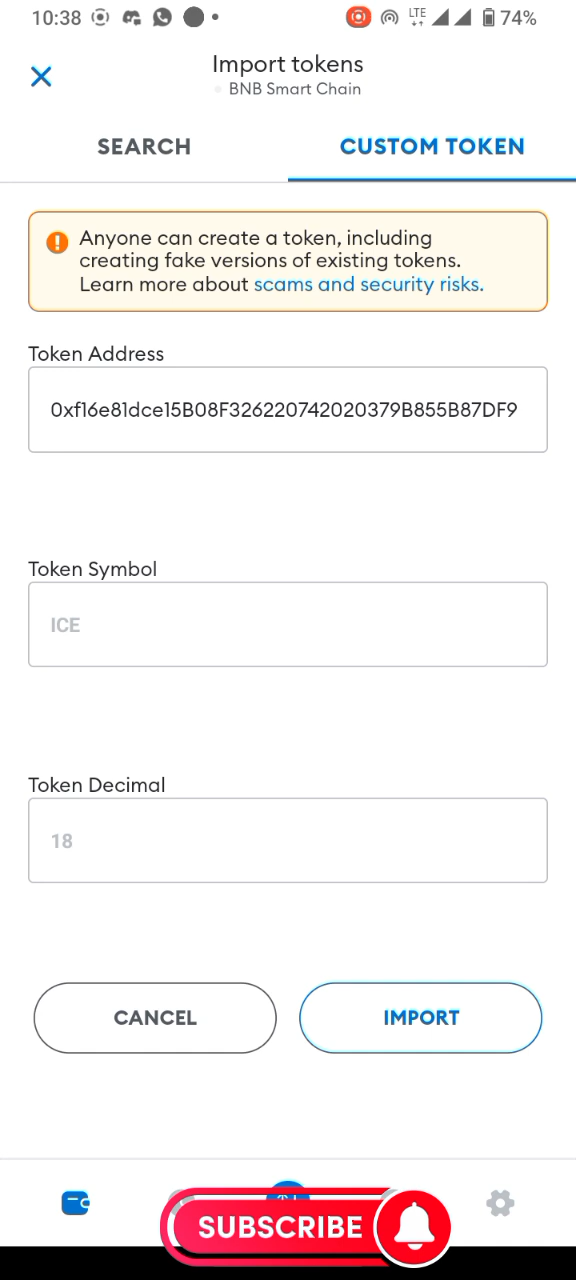 10:38
LTE
74%
Import tokens
BNB Smart Chain
SEARCH
CUSTOM TOKEN
Anyone can create a token, including
creating fake versions of existing tokens.
Learn more about scams and security risks.
Token Address
0xf16e81dce15B08F326220742020379B855B87DF9
Token Symbol
ICE
Token Decimal
18
CANCEL
IMPORT
SUBSCRIBE